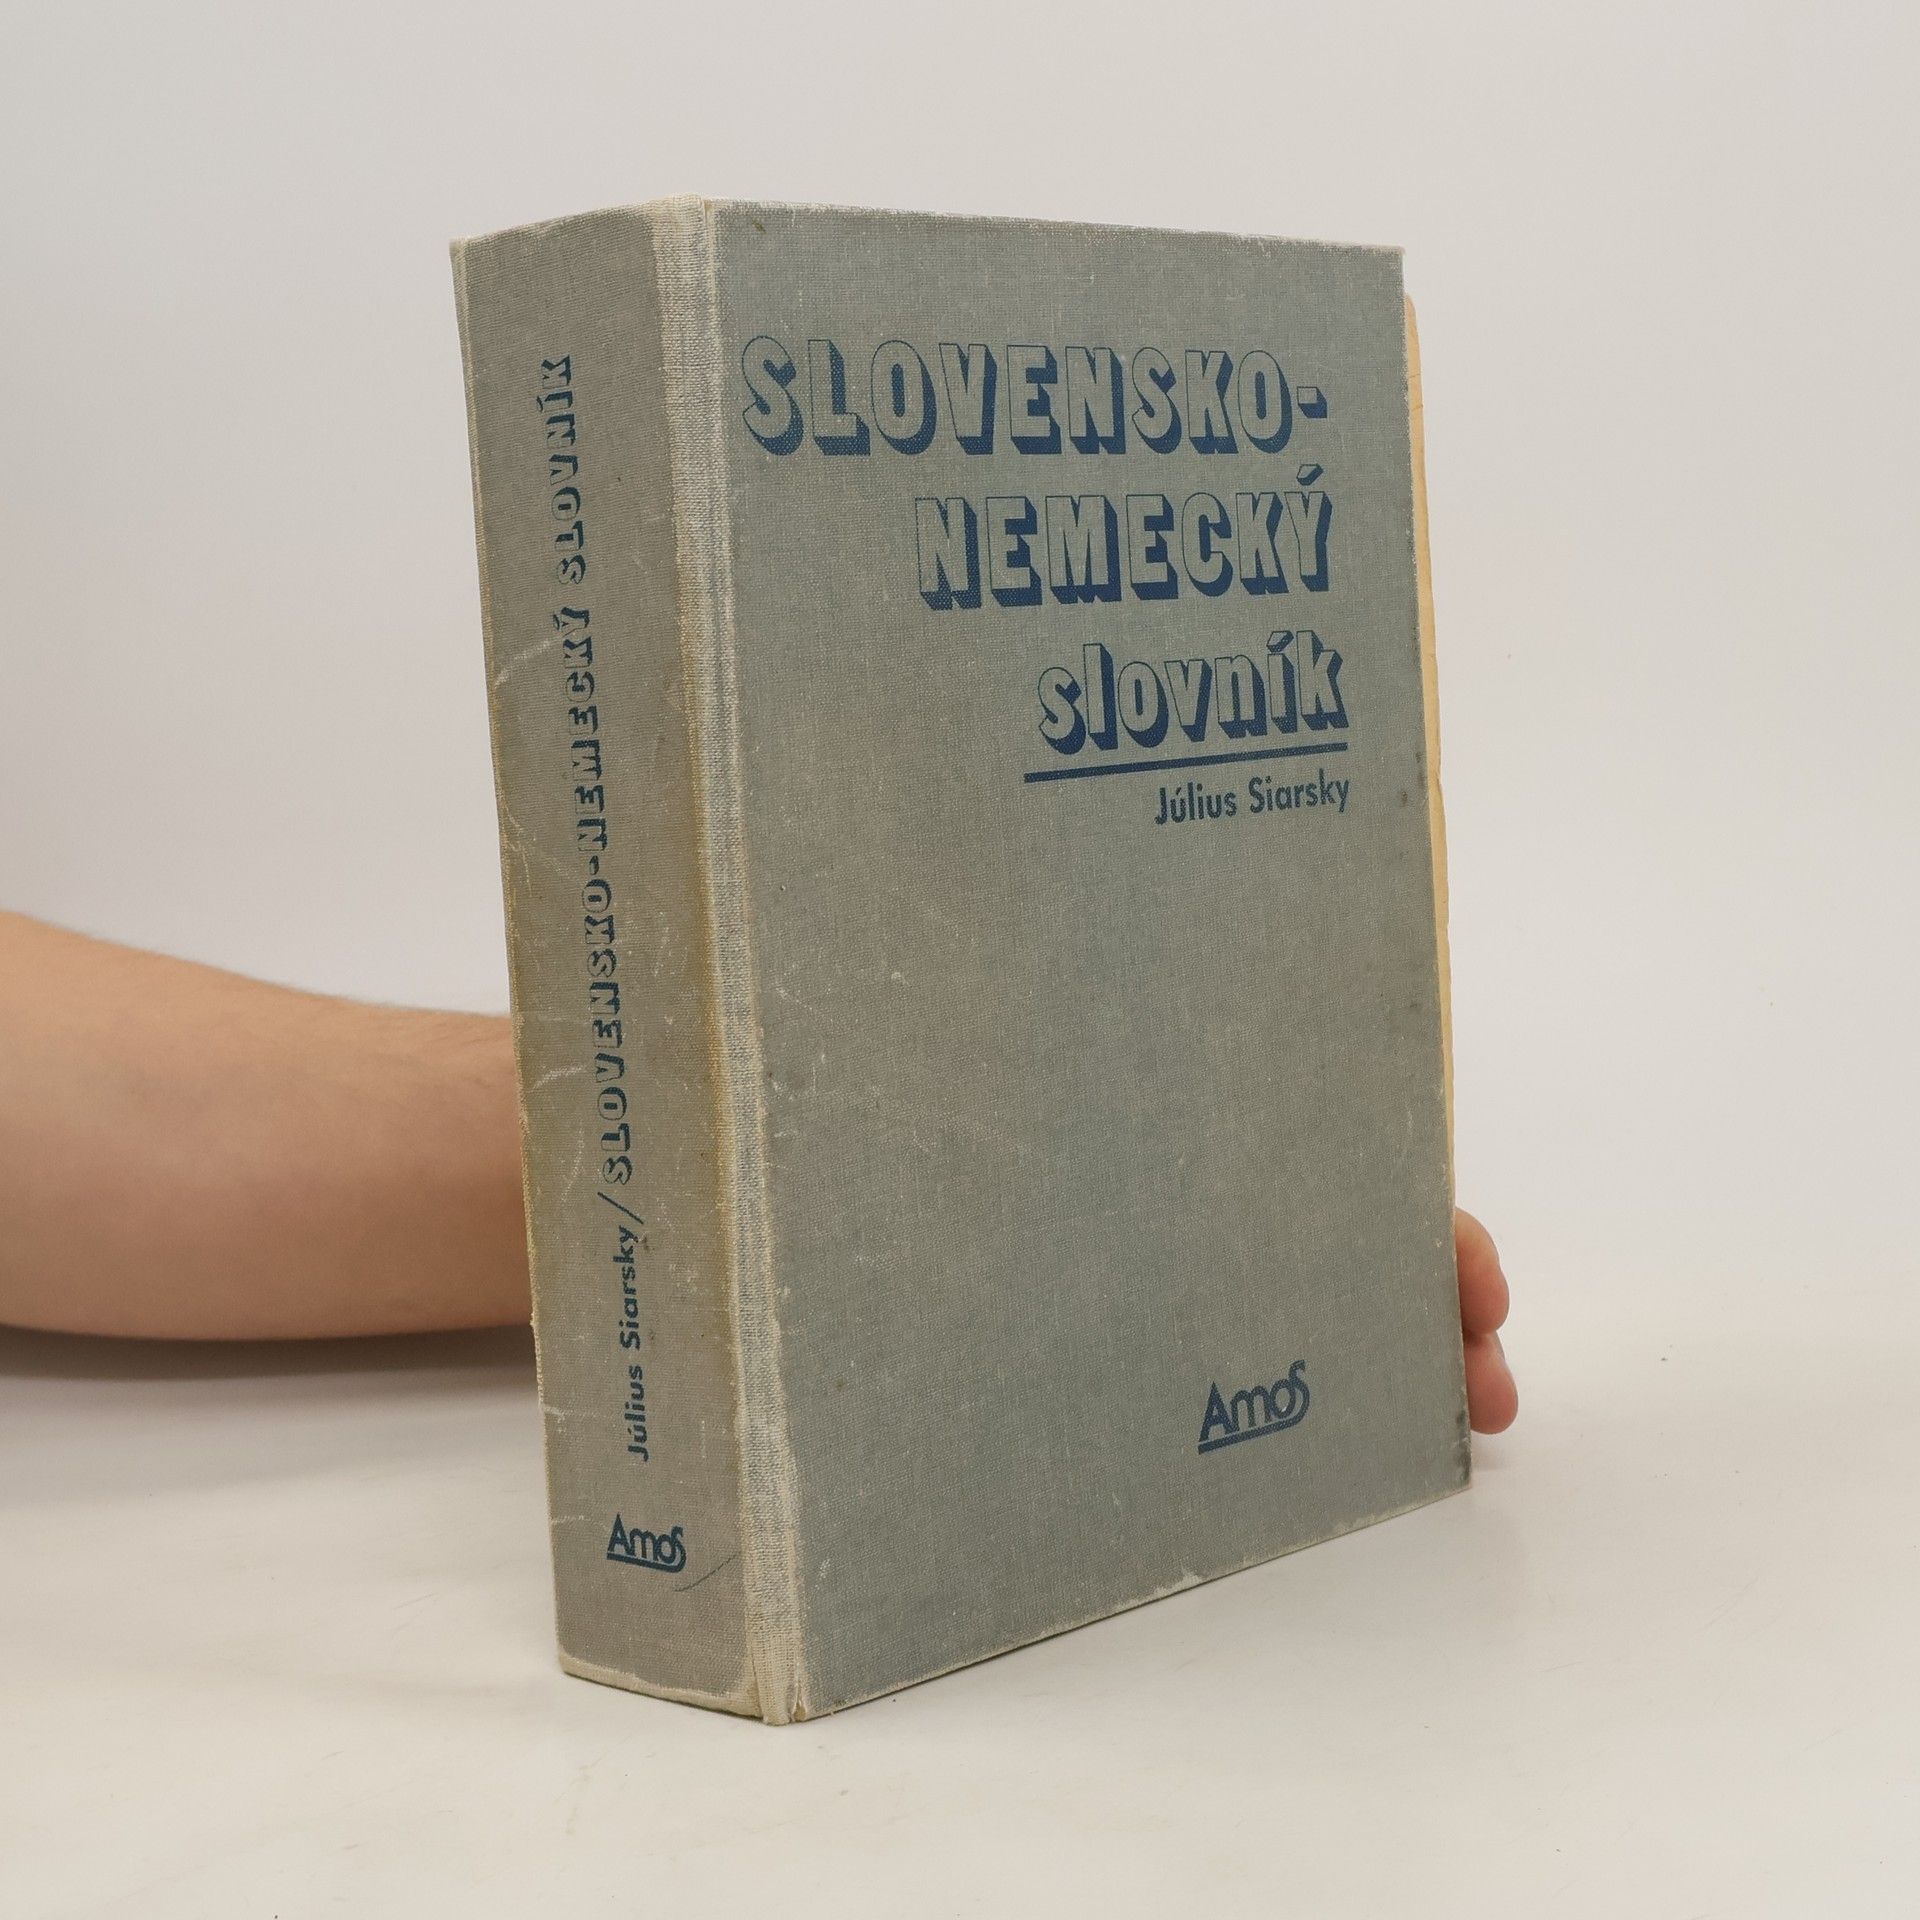 SLOVENSKO-
NEMECKÝ
slovník
Július Siarsky
Amos
Július Siarsky/SLOVENSKO-NEMECKÝ SLOVNÍK
Amos